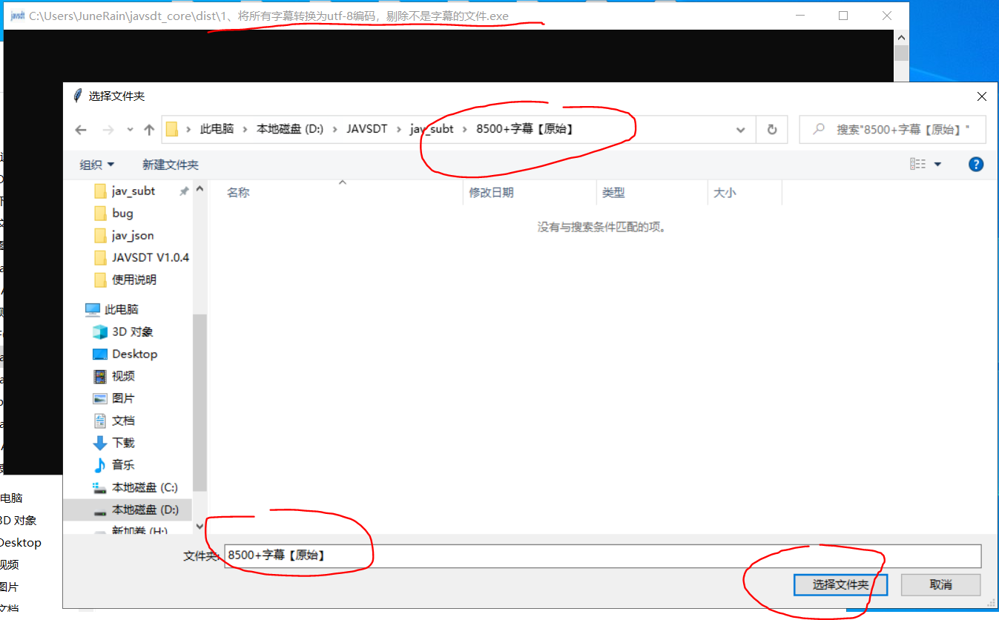 javsdt C:\Users\JuneRain\javsdt_core\dist\1、将所有字幕转换为utf-8编码，剔除不是字幕的文件.exe
选择文件夹
此电脑 › 本地磁盘 (D:) › JAVSDT › jav_subt › 8500+字幕【原始】
搜索"8500+字幕【原始】"
组织 新建文件夹
名称 修改日期 类型 大小
没有与搜索条件匹配的项。
jav_subt
bug
jav_json
JAVSDT V1.0.4
使用说明
此电脑
3D 对象
Desktop
视频
图片
文档
下载
音乐
本地磁盘 (C:)
本地磁盘 (D:)
新加卷 (H:)
文件夹: 8500+字幕【原始】
选择文件夹 取消
电脑
3D 对象
Desktop
视频
图片
文档